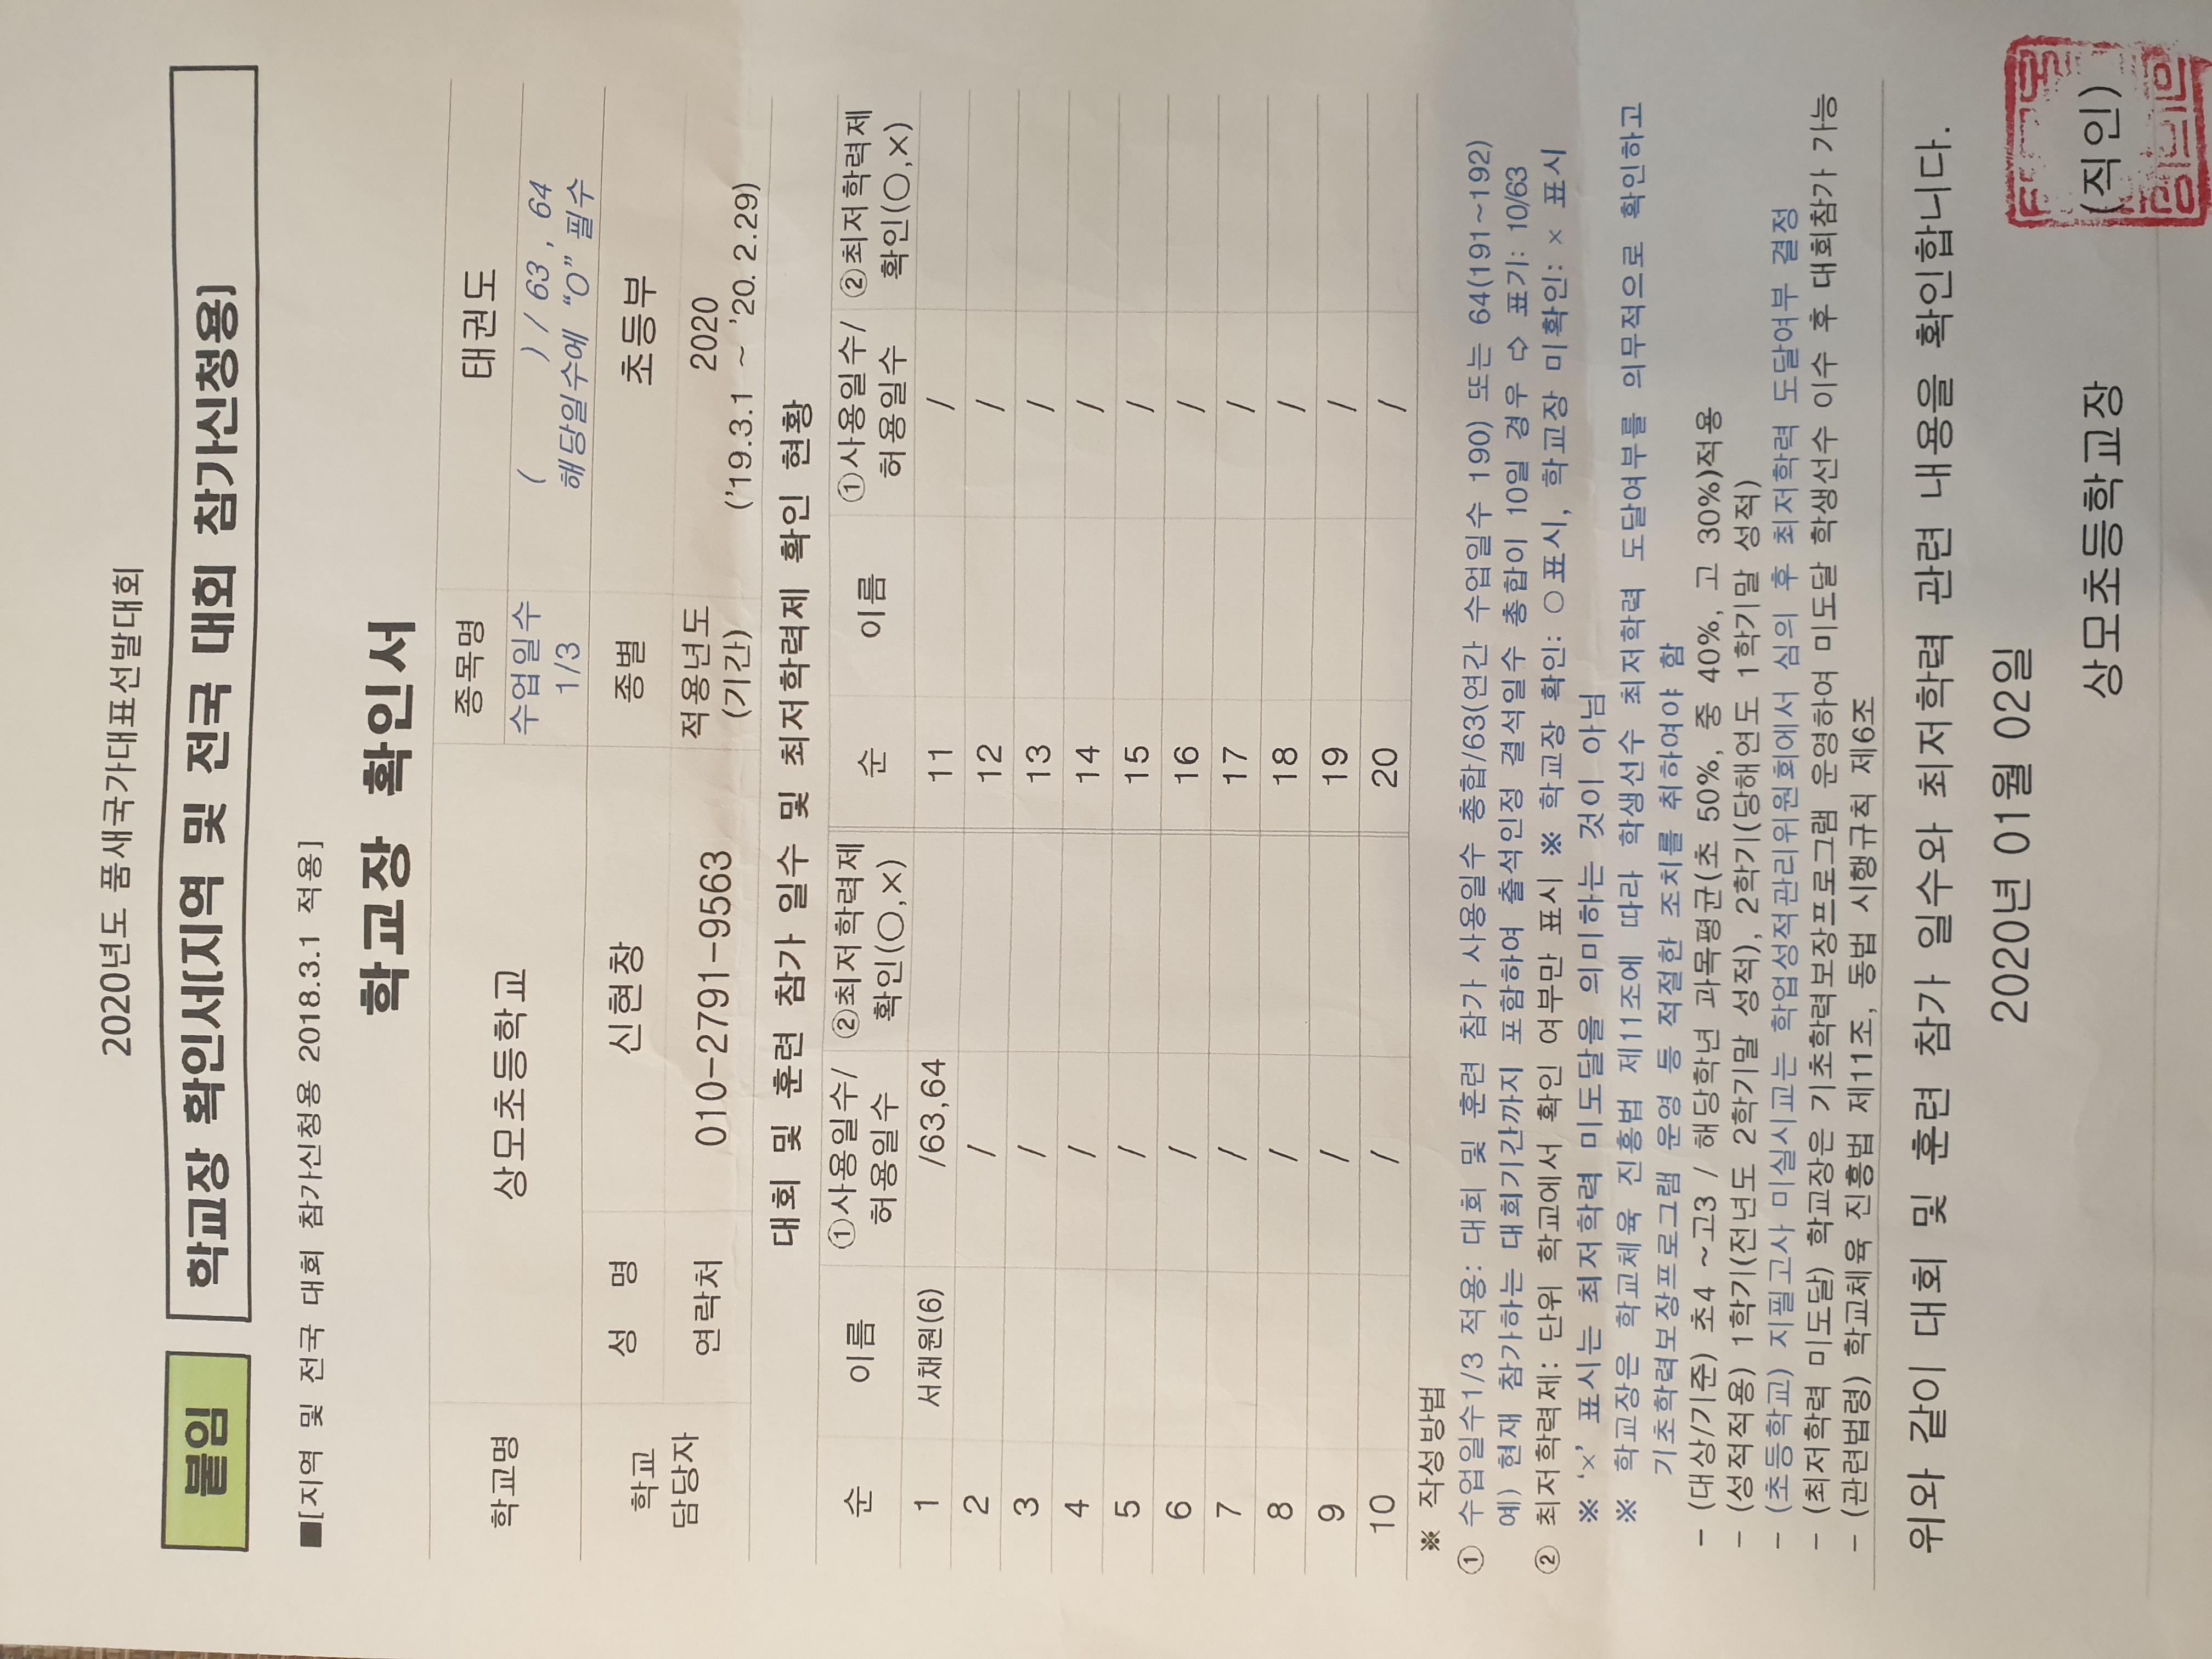 2020년도 품새국가대표선발대회
붙임
학교장 확인서[지역 및 전국 대회 참가신청용]
■[지역 및 전국 대회 참가신청용 2018.3.1 적용]
학교장 확인서
학교명
상모초등학교
종목명
태권도
수업일수
1/3
( ) / 63 , 64
해당일수에 “O” 필수
학교
담당자
성 명
신현창
종별
초등부
연락처
010-2791-9563
적용년도
(기간)
2020
('19.3.1 ~ '20. 2.29)
대회 및 훈련 참가 일수 및 최저학력제 확인 현황
순 이름 ①사용일수/ ②최저학력제 순 이름 ①사용일수/ ②최저학력제
허용일수 확인(○,×) 허용일수 확인(○,×)
1 서채원(6) /63,64 11 /
2 / 12 /
3 / 13 /
4 / 14 /
5 / 15 /
6 / 16 /
7 / 17 /
8 / 18 /
9 / 19 /
10 / 20 /
※ 작성방법
① 수업일수1/3 적용: 대회 및 훈련 참가 사용일수 총합/63(연간 수업일수 190) 또는 64(191~192)
예) 현재 참가하는 대회기간까지 포함하여 출석인정 결석일수 총합이 10일 경우 ⇨ 표기: 10/63
② 최저학력제: 단위 학교에서 확인 여부만 표시 ※ 학교장 확인: ○표시, 학교장 미확인: × 표시
※ ‘×’ 표시는 최저학력 미도달을 의미하는 것이 아님
※ 학교장은 학교체육 진흥법 제11조에 따라 학생선수 최저학력 도달여부를 의무적으로 확인하고
기초학력보장프로그램 운영 등 적절한 조치를 취하여야 함
- (대상/기준) 초4 ~고3 / 해당학년 과목평균(초 50%, 중 40%, 고 30%)적용
- (성적적용) 1학기(전년도 2학기말 성적), 2학기(당해연도 1학기말 성적)
- (초등학교) 지필고사 미실시교는 학업성적관리위원회에서 심의 후 최저학력 도달여부 결정
- (최저학력 미도달) 학교장은 기초학력보장프로그램 운영하여 미도달 학생선수 이수 후 대회참가 가능
- (관련법령) 학교체육 진흥법 제11조, 동법 시행규칙 제6조
위와 같이 대회 및 훈련 참가 일수와 최저학력 관련 내용을 확인합니다.
2020년 01월 02일
상모초등학교장 (직인)